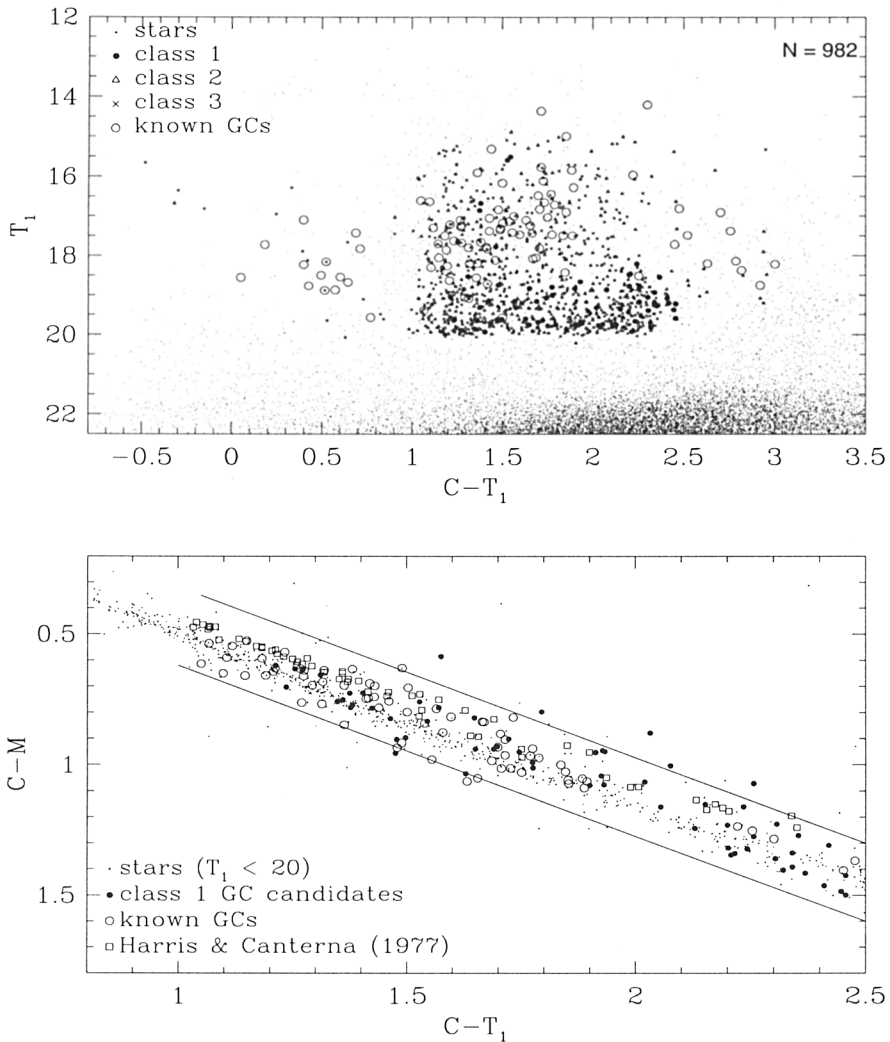 12
14
16
18
20
22
T1
stars
class 1
class 2
class 3
known GCs
N = 982
−0.5 0 0.5 1 1.5 2 2.5 3 3.5
C−T1
0.5
1
1.5
C−M
stars (T1 < 20)
class 1 GC candidates
known GCs
Harris & Canterna (1977)
1 1.5 2 2.5
C−T1